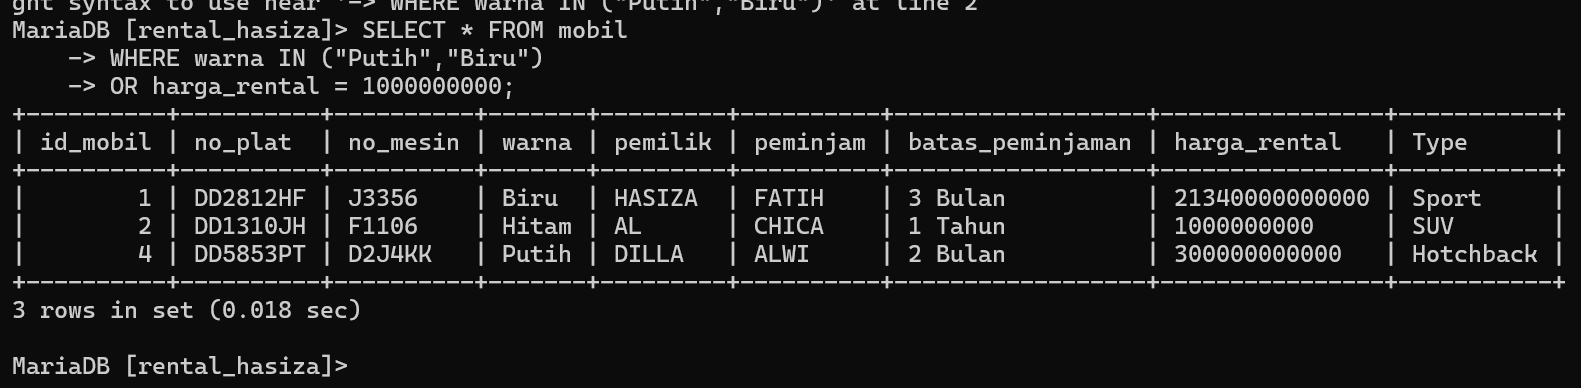 ght syntax to use near '-> WHERE warna IN ("Putih","Biru")' at line 2
MariaDB [rental_hasiza]> SELECT * FROM mobil
    -> WHERE warna IN ("Putih","Biru")
    -> OR harga_rental = 1000000000;
+----------+----------+----------+-------+---------+----------+------------------+----------------+-----------+
| id_mobil | no_plat  | no_mesin | warna | pemilik | peminjam | batas_peminjaman | harga_rental   | Type      |
+----------+----------+----------+-------+---------+----------+------------------+----------------+-----------+
|        1 | DD2812HF | J3356    | Biru  | HASIZA  | FATIH    | 3 Bulan          | 21340000000000 | Sport     |
|        2 | DD1310JH | F1106    | Hitam | AL      | CHICA    | 1 Tahun          | 1000000000     | SUV       |
|        4 | DD5853PT | D2J4KK   | Putih | DILLA   | ALWI     | 2 Bulan          | 300000000000   | Hotchback |
+----------+----------+----------+-------+---------+----------+------------------+----------------+-----------+
3 rows in set (0.018 sec)
MariaDB [rental_hasiza]>